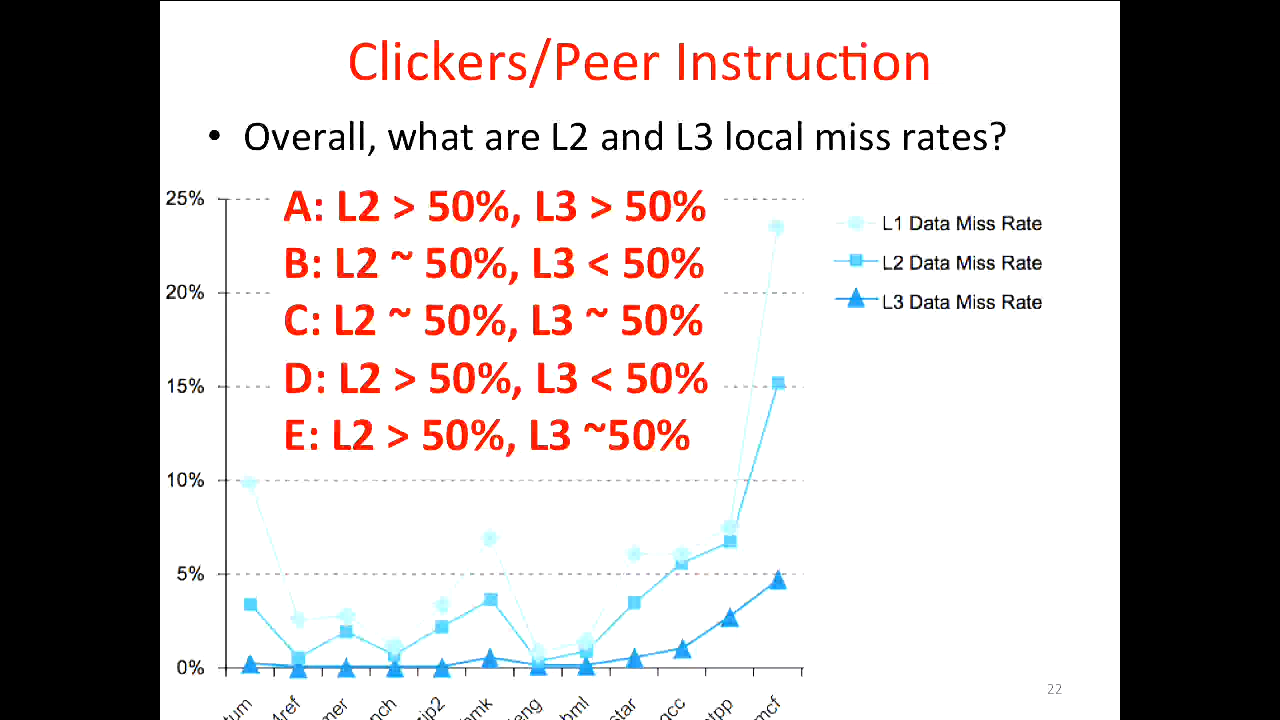 Clickers/Peer Instruction
• Overall, what are L2 and L3 local miss rates?
A: L2 > 50%, L3 > 50%
B: L2 ~ 50%, L3 < 50%
C: L2 ~ 50%, L3 ~ 50%
D: L2 > 50%, L3 < 50%
E: L2 > 50%, L3 ~50%
25%
20%
15%
10%
5%
0%
L1 Data Miss Rate
L2 Data Miss Rate
L3 Data Miss Rate
22